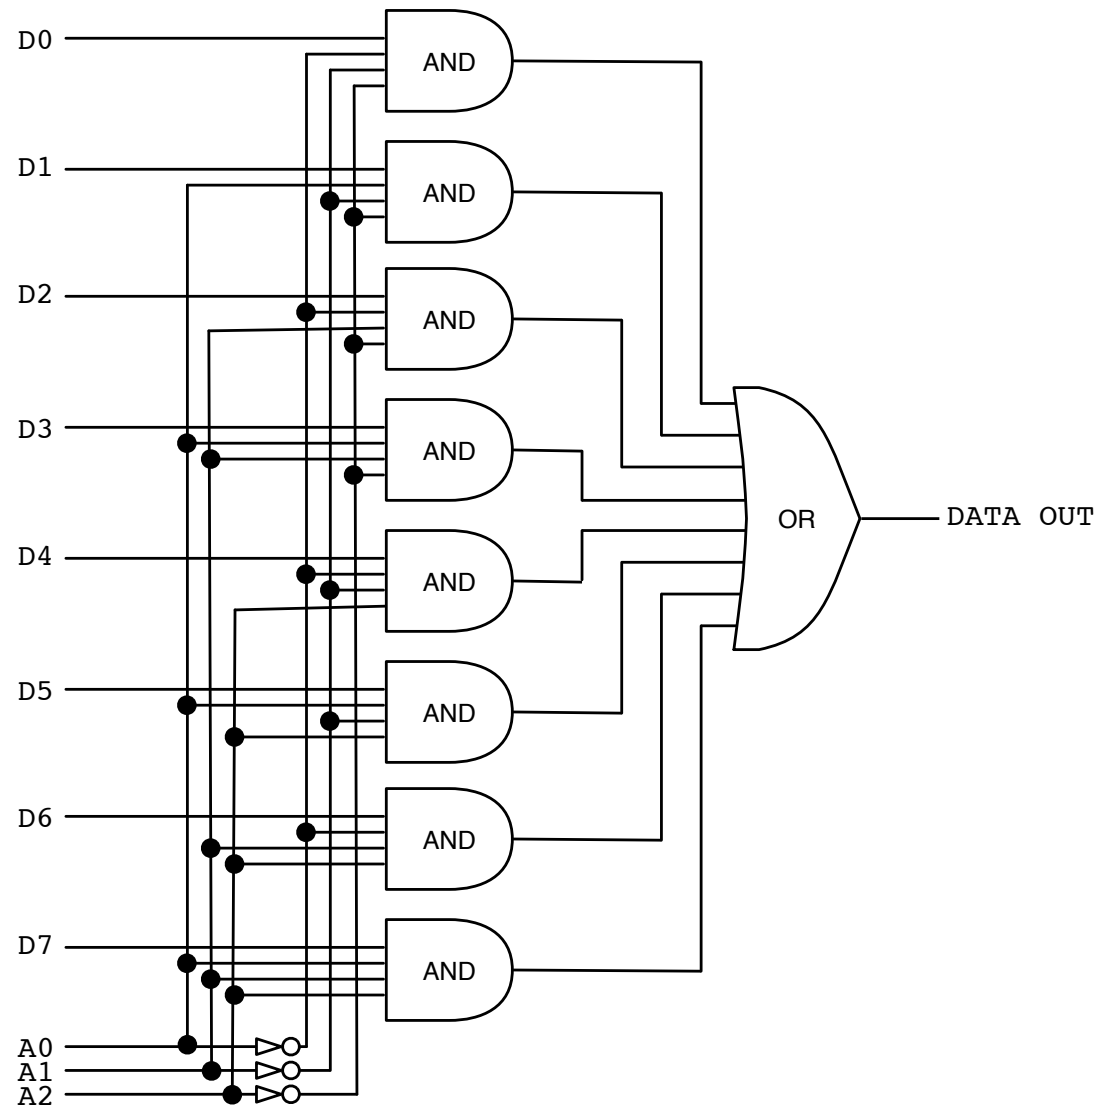 D0
AND
D1
AND
D2
AND
D3
AND
OR
DATA OUT
D4
AND
D5
AND
D6
AND
D7
AND
A0
A1
A2